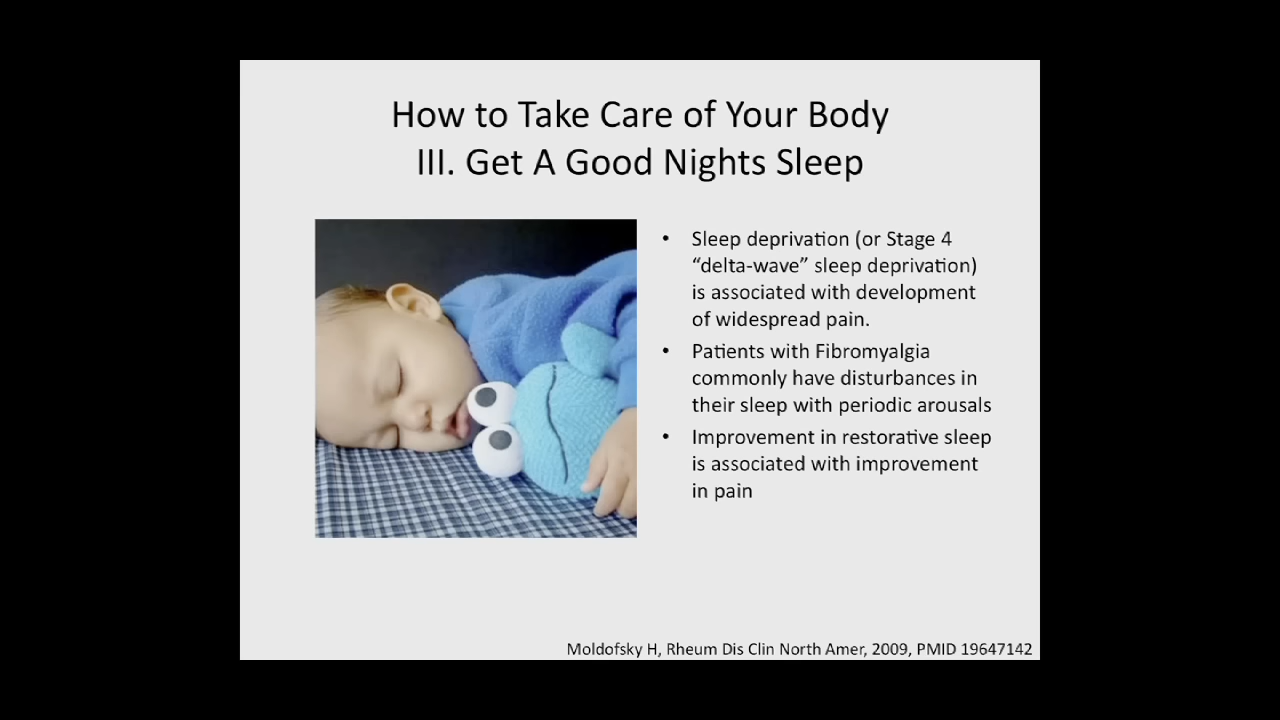 How to Take Care of Your Body
III. Get A Good Nights Sleep
• Sleep deprivation (or Stage 4
“delta-wave” sleep deprivation)
is associated with development
of widespread pain.
• Patients with Fibromyalgia
commonly have disturbances in
their sleep with periodic arousals
• Improvement in restorative sleep
is associated with improvement
in pain
Moldofsky H, Rheum Dis Clin North Amer, 2009, PMID 19647142